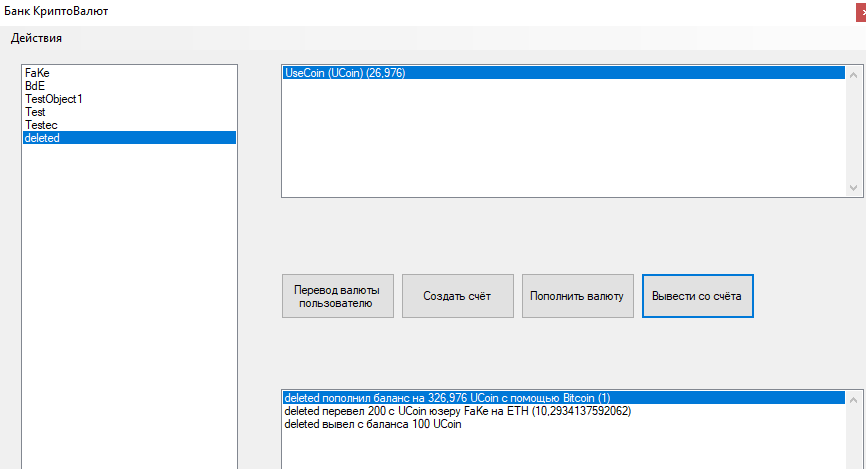 Банк КриптоВалют
Действия
FaKe
BdE
TestObject1
Test
Testec
deleted
UseCoin (UCoin) (26,976)
Перевод валюты
пользователю
Создать счёт
Пополнить валюту
Вывести со счёта
deleted пополнил баланс на 326,976 UCoin с помощью Bitcoin (1)
deleted перевел 200 с UCoin юзеру FaKe на ETH (10,2934137592062)
deleted вывел с баланса 100 UCoin